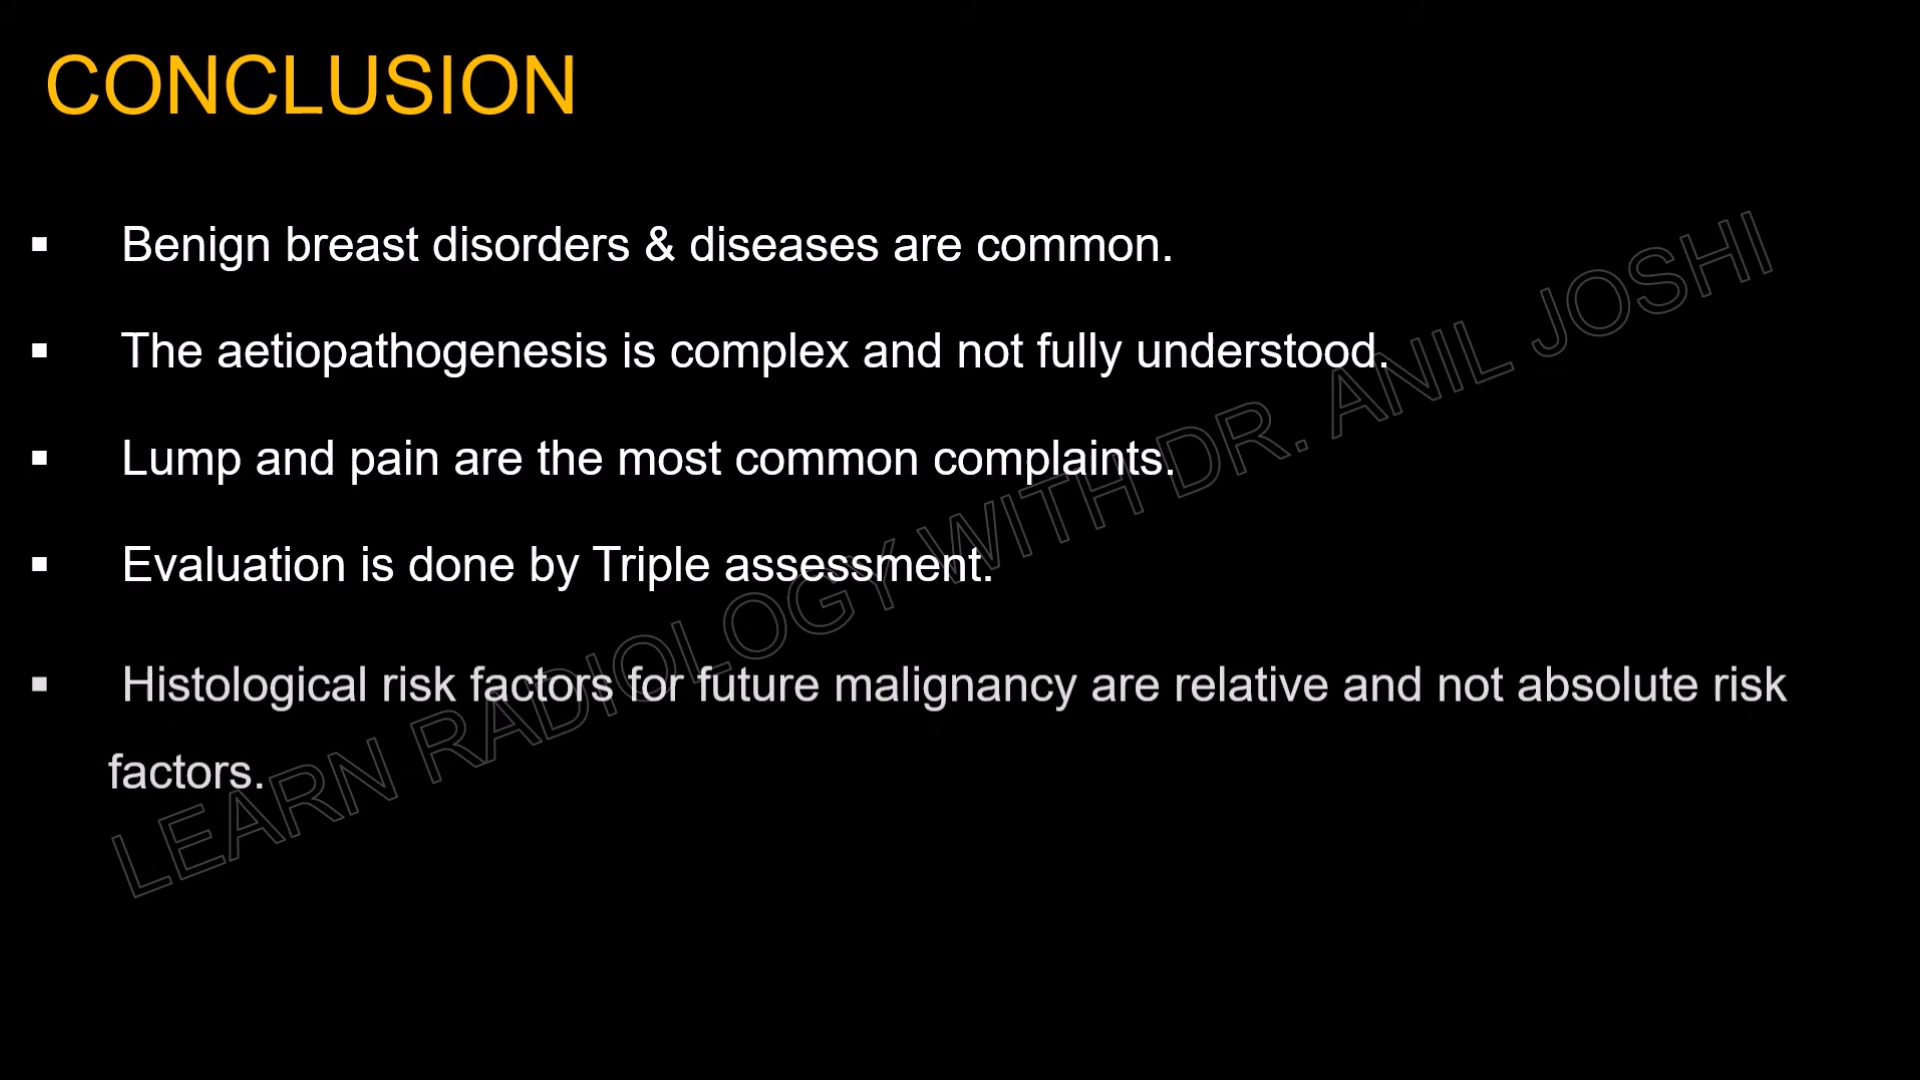 CONCLUSION
▪ Benign breast disorders & diseases are common.
▪ The aetiopathogenesis is complex and not fully understood.
▪ Lump and pain are the most common complaints.
▪ Evaluation is done by Triple assessment.
▪ Histological risk factors for future malignancy are relative and not absolute risk
factors.
LEARN RADIOLOGY WITH DR. ANIL JOSHI